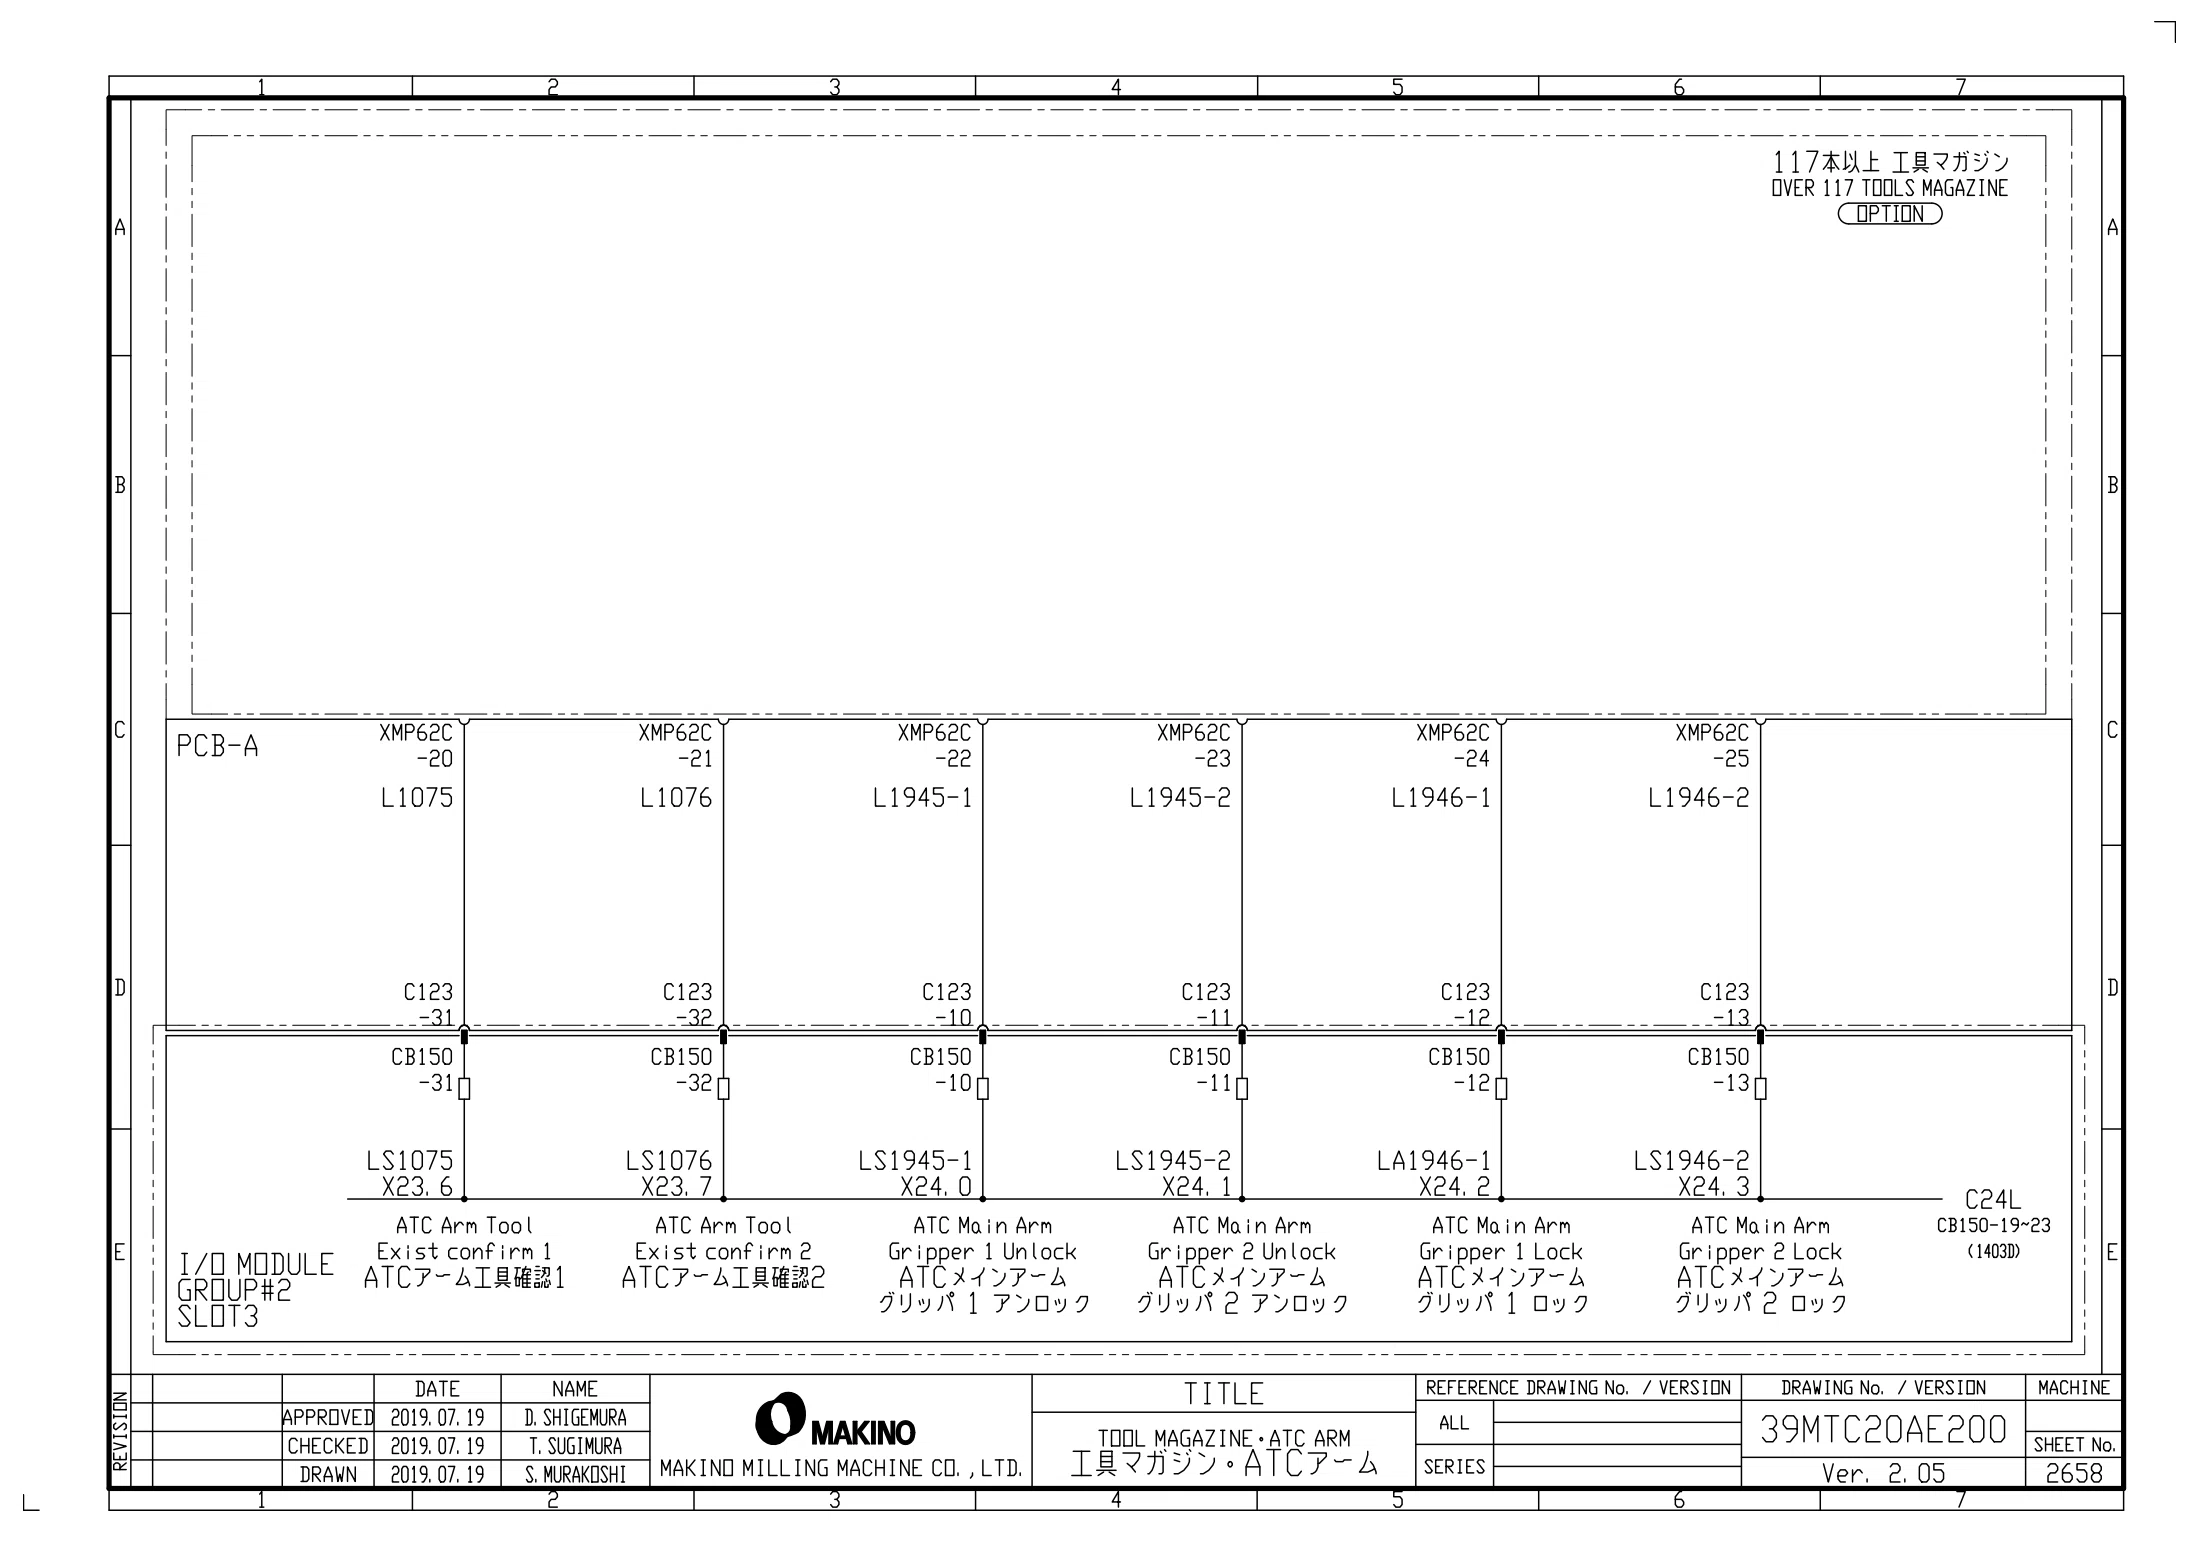 1 2 3 4 5 6 7
117本以上 工具マガジン
OVER 117 TOOLS MAGAZINE
OPTION
A A
B B
C C
PCB-A
XMP62C XMP62C XMP62C XMP62C XMP62C XMP62C
-20 -21 -22 -23 -24 -25
L1075 L1076 L1945-1 L1945-2 L1946-1 L1946-2
D D
C123 C123 C123 C123 C123 C123
-31 -32 -10 -11 -12 -13
CB150 CB150 CB150 CB150 CB150 CB150
-31 -32 -10 -11 -12 -13
LS1075 LS1076 LS1945-1 LS1945-2 LA1946-1 LS1946-2
X23.6 X23.7 X24.0 X24.1 X24.2 X24.3
C24L
CB150-19~23
(1403D)
ATC Arm Tool ATC Arm Tool ATC Main Arm ATC Main Arm ATC Main Arm ATC Main Arm
Exist confirm 1 Exist confirm 2 Gripper 1 Unlock Gripper 2 Unlock Gripper 1 Lock Gripper 2 Lock
ATCアーム工具確認1 ATCアーム工具確認2 ATCメインアーム ATCメインアーム ATCメインアーム ATCメインアーム
グリッパ 1 アンロック グリッパ 2 アンロック グリッパ 1 ロック グリッパ 2 ロック
E E
I/O MODULE
GROUP#2
SLOT3
REVISION
DATE NAME
APPROVED 2019.07.19 D. SHIGEMURA
CHECKED 2019.07.19 T. SUGIMURA
DRAWN 2019.07.19 S. MURAKOSHI
MAKINO
MAKINO MILLING MACHINE CO.,LTD.
TITLE
TOOL MAGAZINE・ATC ARM
工具マガジン・ATCアーム
REFERENCE DRAWING No. / VERSION
ALL
SERIES
DRAWING No. / VERSION
39MTC20AE200
Ver. 2.05
MACHINE
SHEET No.
2658
1 2 3 4 5 6 7